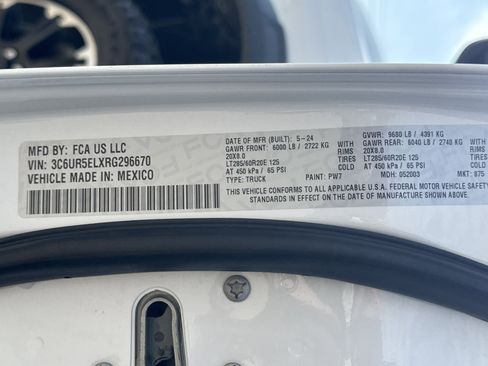 MFD BY: FCA US LLC
VIN: 3C6UR5ELXRG296670
VEHICLE MADE IN: MEXICO
DATE OF MFR (BUILT): 5-24
GAWR FRONT: 6000 LB / 2722 KG
20X8.0
LT285/60R20E 125
AT 450 kPa / 65 PSI
TYPE: TRUCK
PAINT: PW7
COLD
GVWR: 9680 LB / 4391 KG
GAWR REAR: 6040 LB / 2740 KG
20X8.0
LT285/60R20E 125
AT 450 kPa / 65 PSI COLD
MDH: 052003
MKT: 875
THIS VEHICLE CONFORMS TO ALL APPLICABLE U.S.A. FEDERAL MOTOR VEHICLE SAFETY
STANDARDS IN EFFECT ON THE DATE OF MANUFACTURE SHOWN ABOVE.